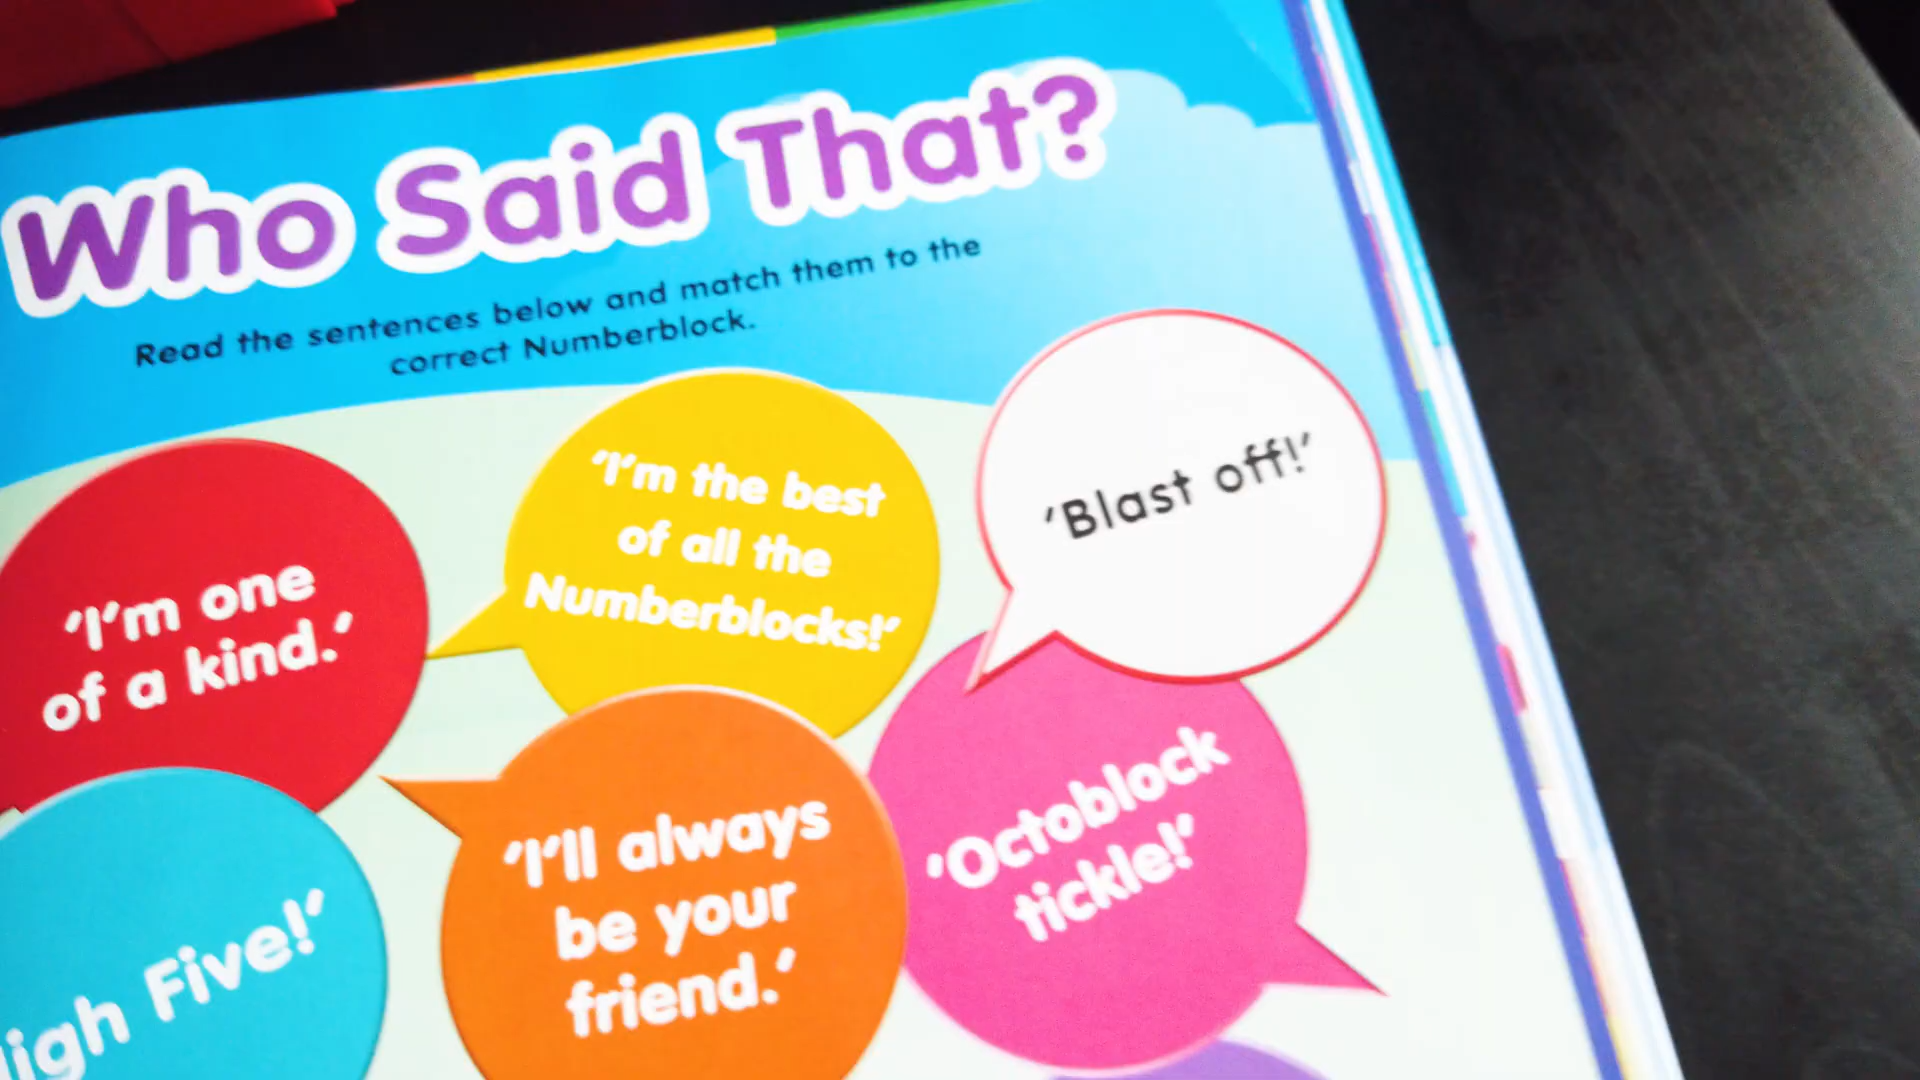 Who Said That?
Read the sentences below and match them to the
correct Numberblock.
'I'm one
of a kind.'
'I'm the best
of all the
Numberblocks!'
'Blast off!'
Five!'
'I'll always
be your
friend.'
'Octoblock
tickle!'